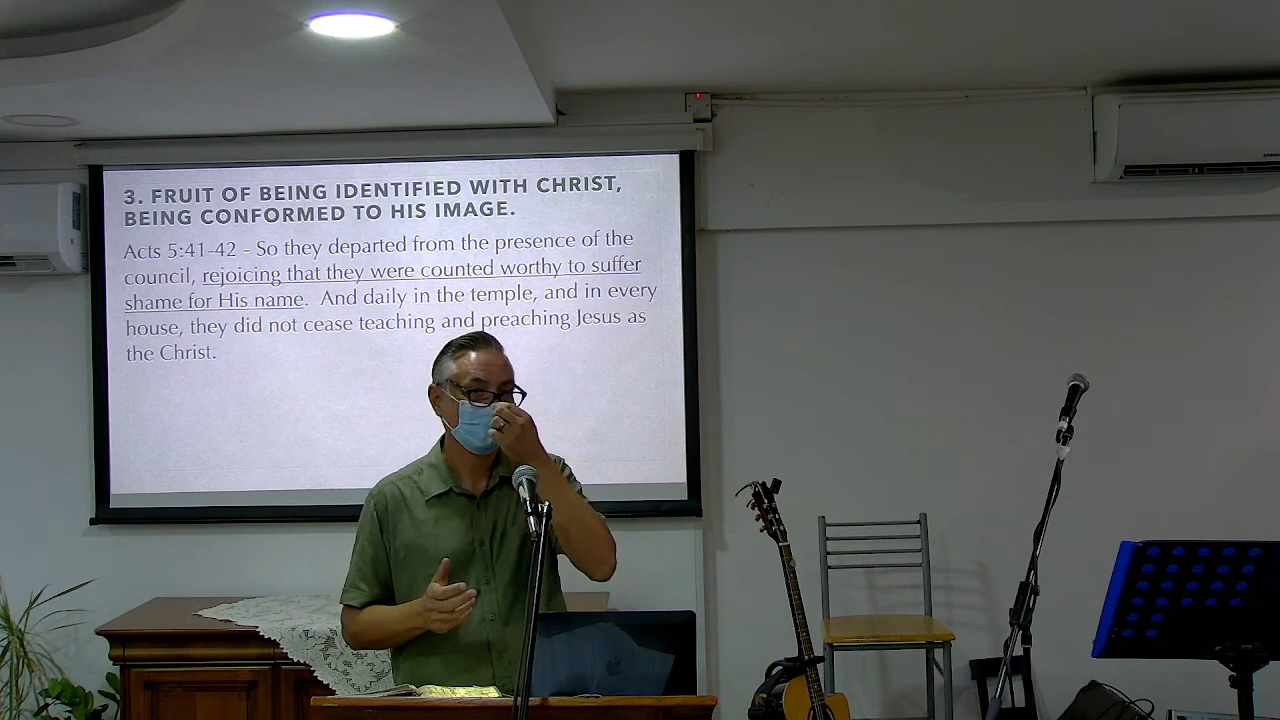 3. FRUIT OF BEING IDENTIFIED WITH CHRIST,
BEING CONFORMED TO HIS IMAGE.
Acts 5:41-42 - So they departed from the presence of the
council, rejoicing that they were counted worthy to suffer
shame for His name. And daily in the temple, and in every
house, they did not cease teaching and preaching Jesus as
the Christ.